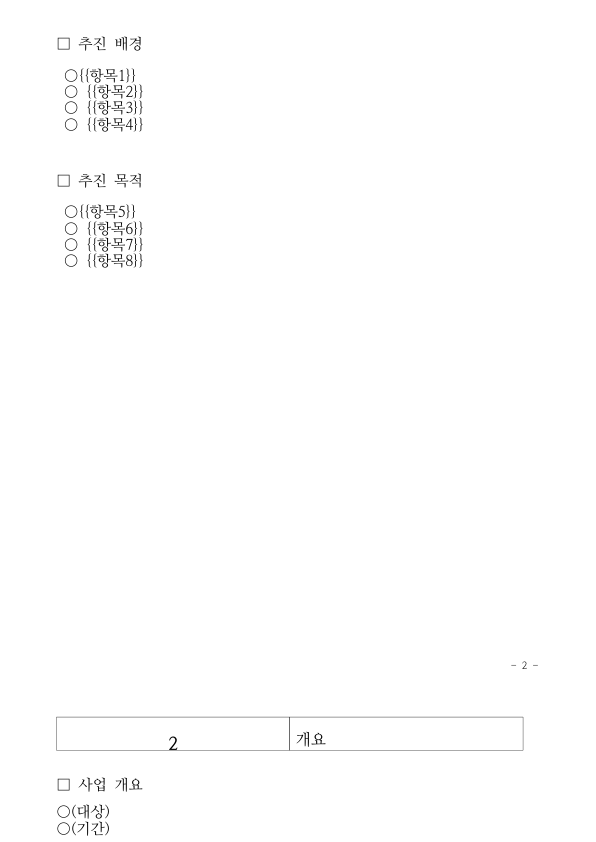 □ 추진 배경
○{{항목1}}
○ {{항목2}}
○ {{항목3}}
○ {{항목4}}
□ 추진 목적
○{{항목5}}
○ {{항목6}}
○ {{항목7}}
○ {{항목8}}
- 2 -
2 개요
□ 사업 개요
○(대상)
○(기간)